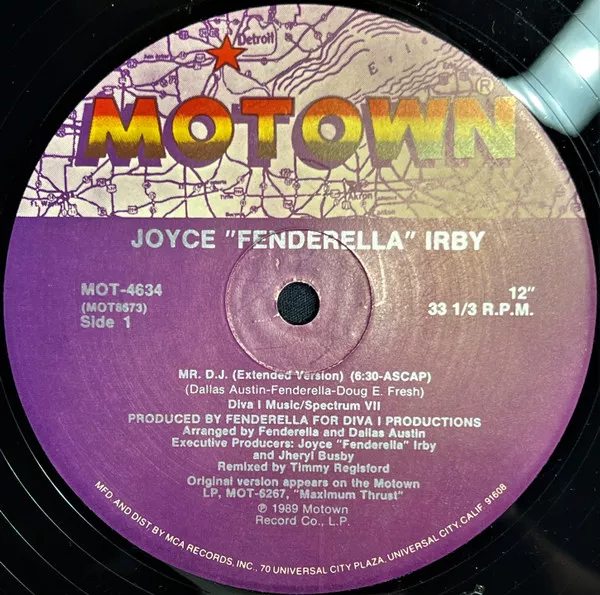 Detroit
Erie
MOTOWN®
Akron
JOYCE "FENDERELLA" IRBY
MOT-4634
(MOT8673)
Side 1
12"
33 1/3 R.P.M.
MR. D.J. (Extended Version) (6:30-ASCAP)
(Dallas Austin-Fenderella-Doug E. Fresh)
Diva I Music/Spectrum VII
PRODUCED BY FENDERELLA FOR DIVA I PRODUCTIONS
Arranged by Fenderella and Dallas Austin
Executive Producers: Joyce "Fenderella" Irby
and Jheryl Busby
Remixed by Timmy Regisford
Original version appears on the Motown
LP, MOT-6267, "Maximum Thrust"
℗ 1989 Motown
Record Co., L.P.
MFD AND DIST BY MCA RECORDS, INC., 70 UNIVERSAL CITY PLAZA, UNIVERSAL CITY, CALIF. 91608